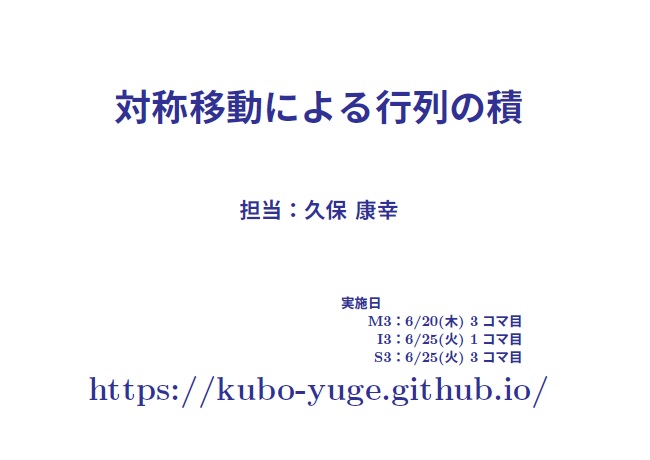 対称移動による行列の積
担当：久保 康幸
実施日
M3：6/20(木) 3 コマ目
I3：6/25(火) 1 コマ目
S3：6/25(火) 3 コマ目
https://kubo-yuge.github.io/